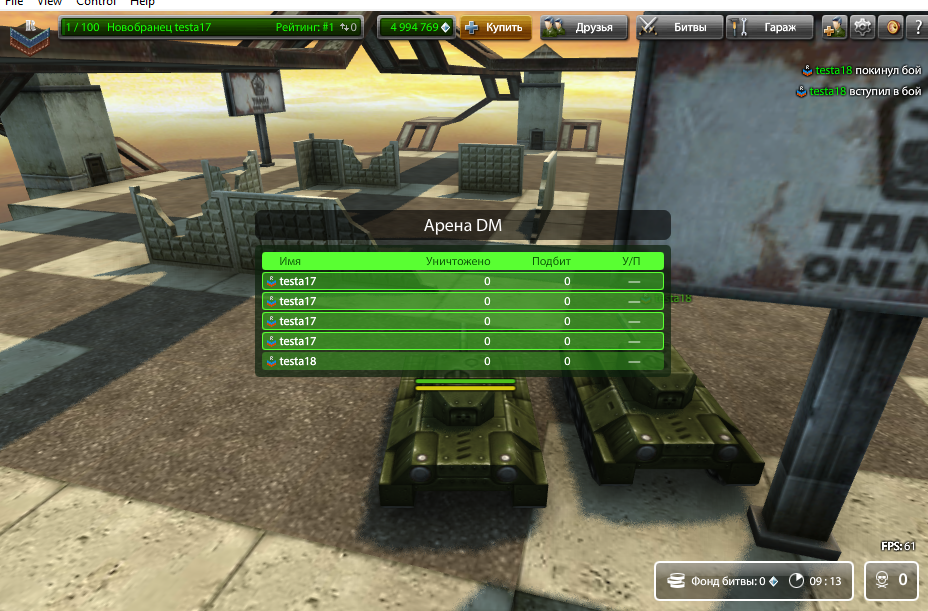 File View Control Help
1 / 100 Новобранец testa17 Рейтинг: #1 0
4 994 769 Купить Друзья Битвы Гараж ?
testa18 покинул бой
testa18 вступил в бой
TANKI
Арена DM
Имя Уничтожено Подбит У/П
testa17 0 0 —
testa17 0 0 —
testa17 0 0 —
testa17 0 0 —
testa18 0 0 —
testa18
TAN
ONLI
FPS: 61
Фонд битвы: 0 09 : 13 0